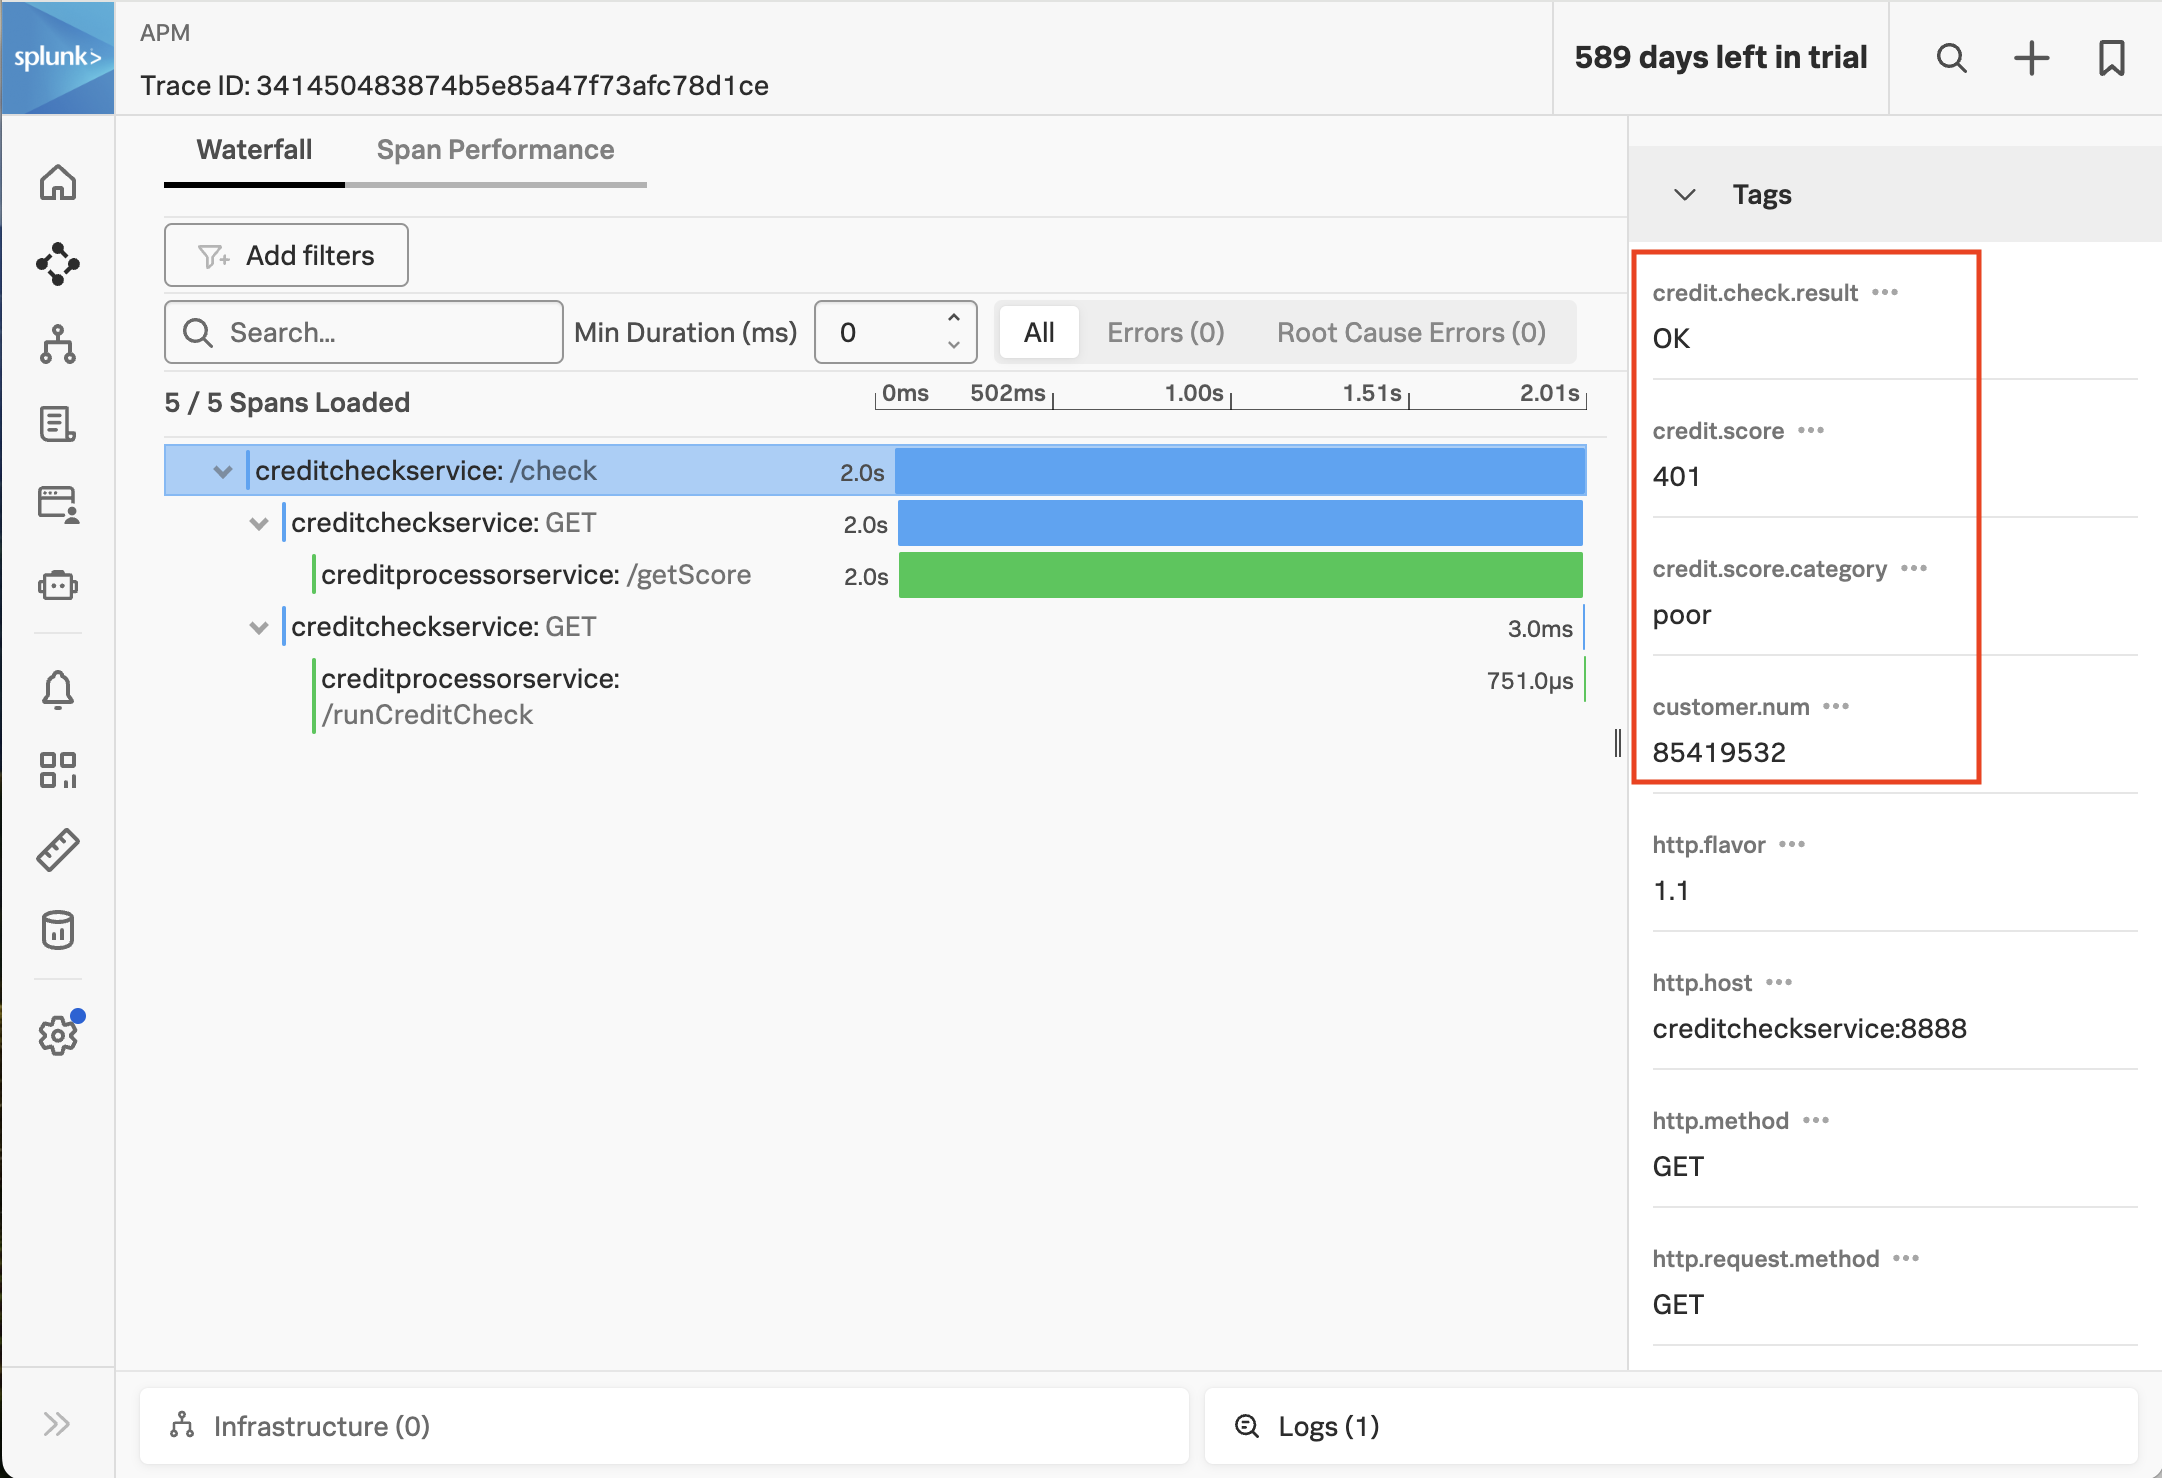 splunk>
APM
Trace ID: 341450483874b5e85a47f73afc78d1ce
589 days left in trial
Waterfall
Span Performance
Add filters
Search...
Min Duration (ms)
0
All
Errors (0)
Root Cause Errors (0)
5 / 5 Spans Loaded
0ms
502ms
1.00s
1.51s
2.01s
creditcheckservice: /check
2.0s
creditcheckservice: GET
2.0s
creditprocessorservice: /getScore
2.0s
creditcheckservice: GET
3.0ms
creditprocessorservice:
/runCreditCheck
751.0µs
Tags
credit.check.result
OK
credit.score
401
credit.score.category
poor
customer.num
85419532
http.flavor
1.1
http.host
creditcheckservice:8888
http.method
GET
http.request.method
GET
Infrastructure (0)
Logs (1)